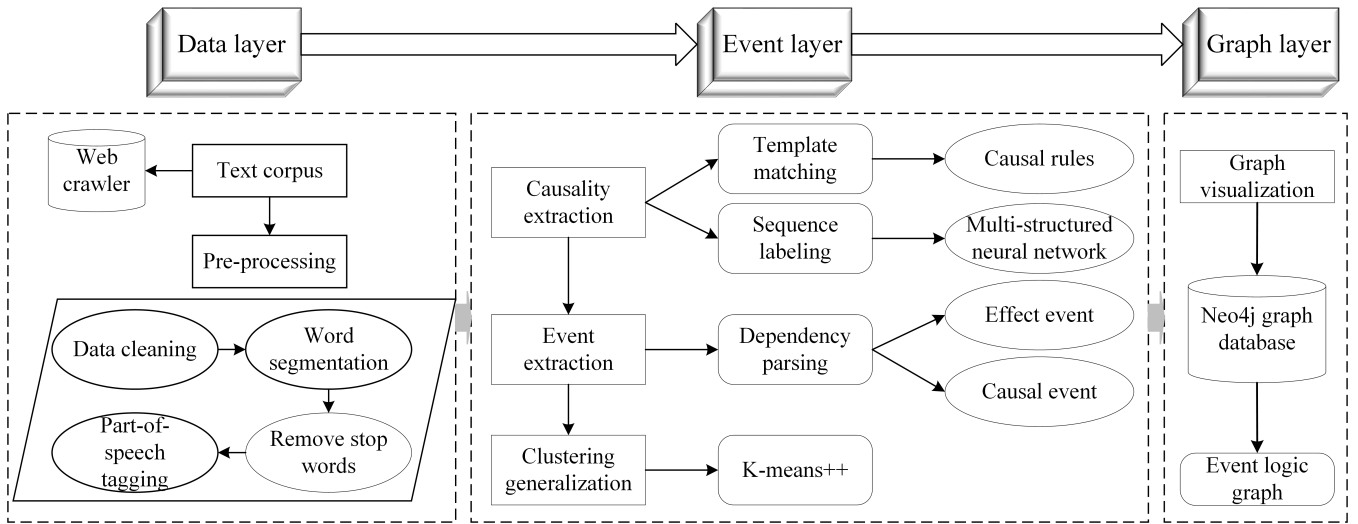 Data layer
Event layer
Graph layer
Web
crawler
Text corpus
Pre-processing
Data cleaning
Word
segmentation
Part-of-
speech
tagging
Remove stop
words
Causality
extraction
Template
matching
Causal rules
Sequence
labeling
Multi-structured
neural network
Event
extraction
Dependency
parsing
Effect event
Causal event
Clustering
generalization
K-means++
Graph
visualization
Neo4j graph
database
Event logic
graph